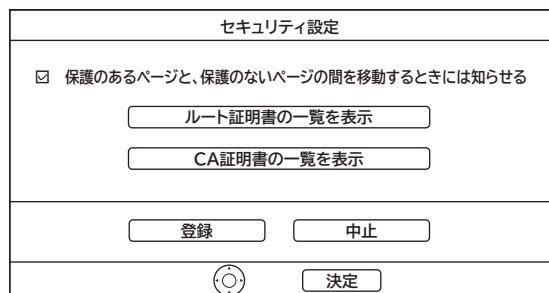 セキュリティ設定
保護のあるページと、保護のないページの間を移動するときには知らせる
ルート証明書の一覧を表示
CA証明書の一覧を表示
登録 中止
決定